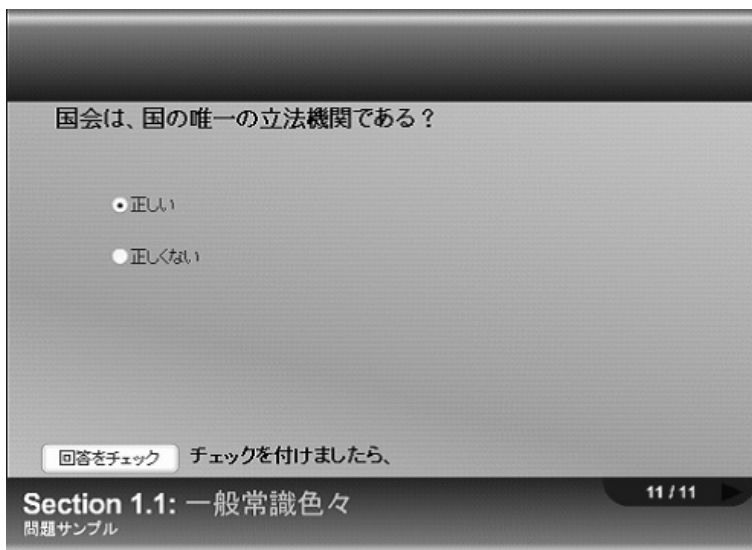 国会は、国の唯一の立法機関である？
正しい
正しくない
回答をチェック チェックを付けましたら、
11 / 11
Section 1.1: 一般常識色々
問題サンプル